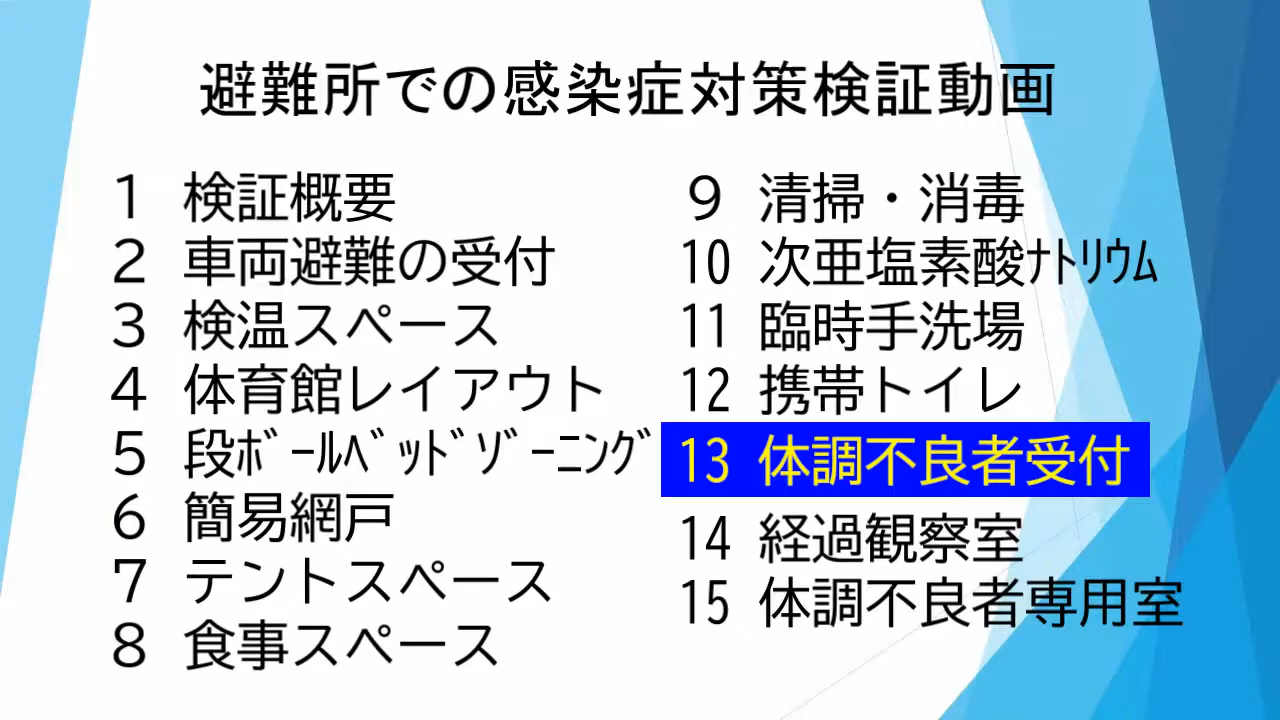 避難所での感染症対策検証動画
1 検証概要
2 車両避難の受付
3 検温スペース
4 体育館レイアウト
5 段ﾎﾞｰﾙﾍﾞｯﾄﾞｿﾞｰﾆﾝｸﾞ
6 簡易網戸
7 テントスペース
8 食事スペース
9 清掃・消毒
10 次亜塩素酸ﾅﾄﾘｳﾑ
11 臨時手洗場
12 携帯トイレ
13 体調不良者受付
14 経過観察室
15 体調不良者専用室